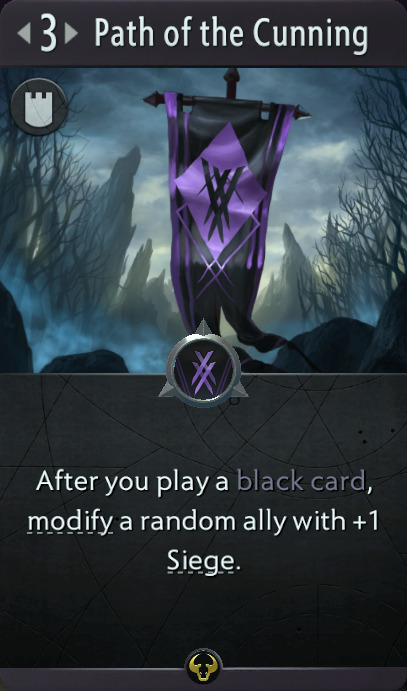 3 Path of the Cunning
After you play a black card,
modify a random ally with +1
Siege.